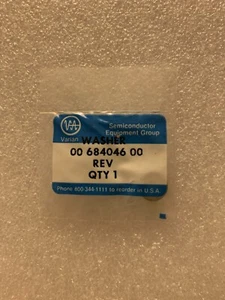 Semiconductor
Varian Equipment Group
WASHER
00 684046 00
REV
QTY 1
Phone 800-344-1111 to reorder in U.S.A.